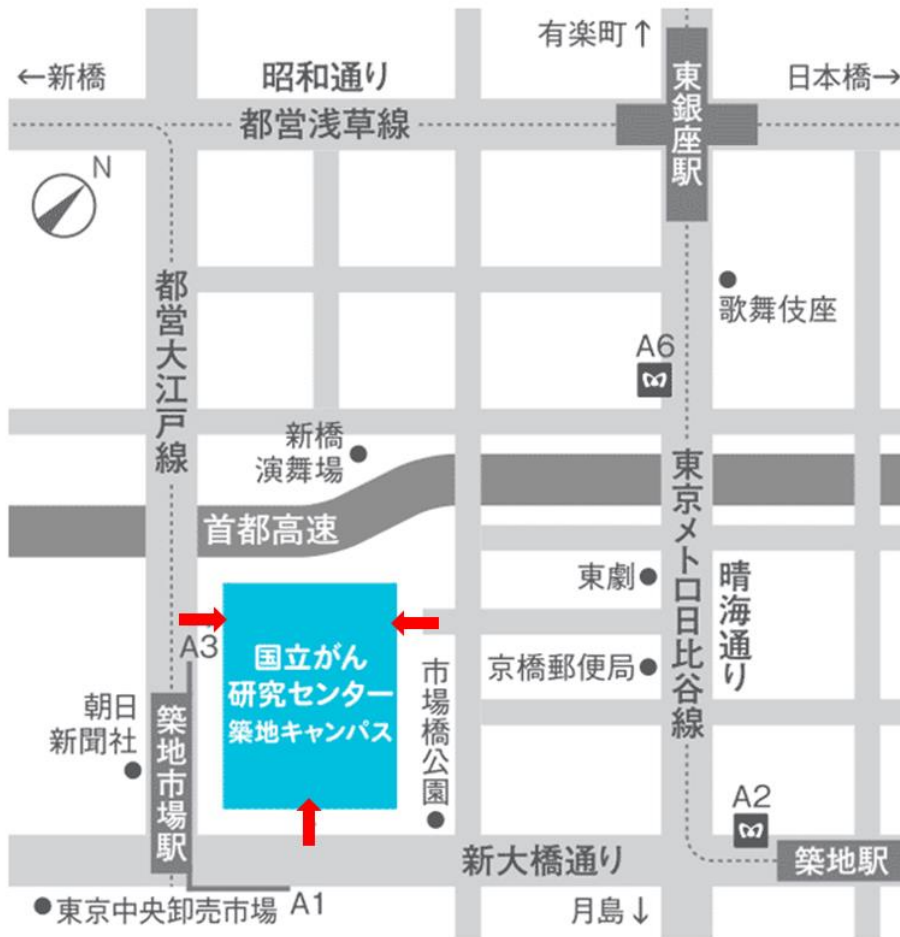 有楽町↑
←新橋
昭和通り
日本橋→
都営浅草線
東銀座駅
N
都営大江戸線
歌舞伎座
A6
新橋
演舞場
東京メトロ日比谷線
首都高速
晴海通り
東劇
A3
国立がん
研究センター
築地キャンパス
市場橋公園
京橋郵便局
朝日
新聞社
築地市場駅
A2
新大橋通り
築地駅
東京中央卸売市場
A1
月島↓